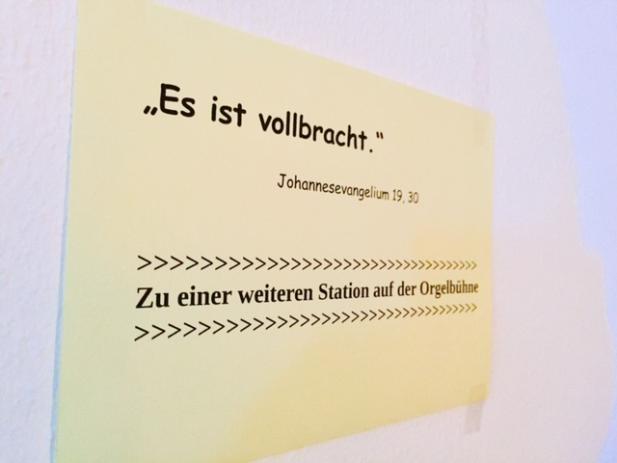 „Es ist vollbracht.“
Johannesevangelium 19, 30
>>>>>>>>>>>>>>>>>>>>>>>>>>>>>>>>>>
Zu einer weiteren Station auf der Orgelbühne
>>>>>>>>>>>>>>>>>>>>>>>>>>>>>>>>>>